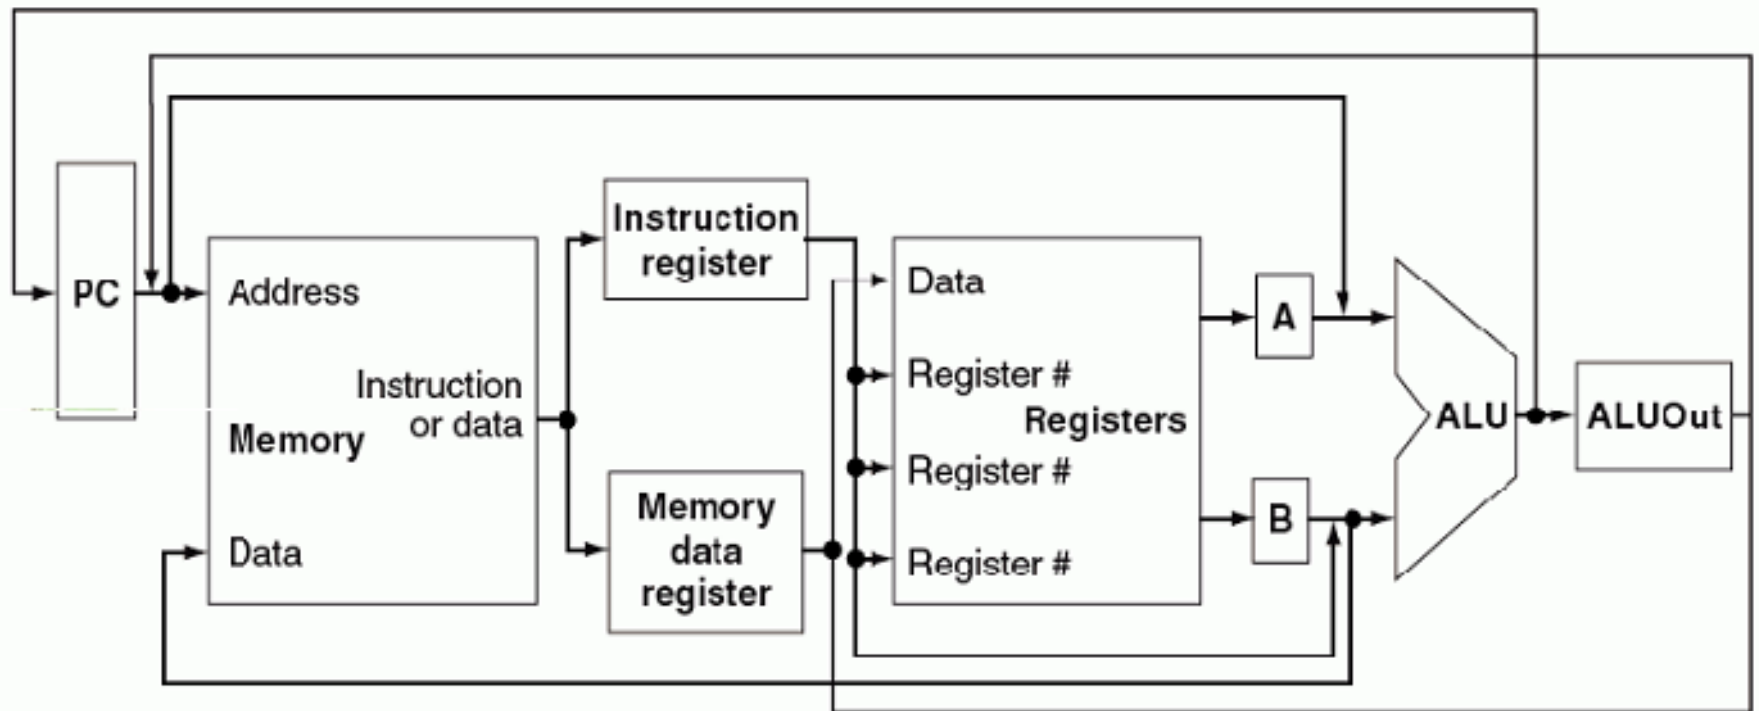 PC
Address
Instruction
or data
Memory
Data
Instruction
register
Memory
data
register
Data
Register #
Registers
Register #
Register #
A
B
ALU
ALUOut